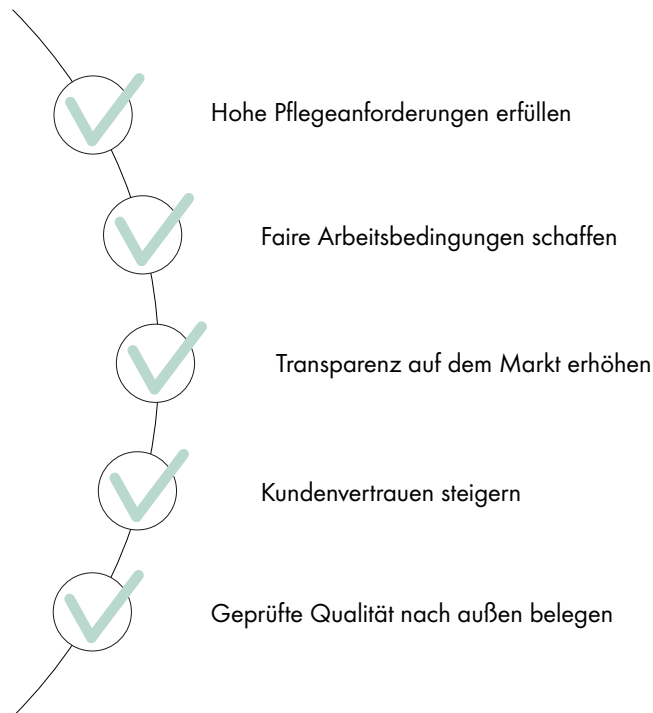 Hohe Pflegeanforderungen erfüllen
Faire Arbeitsbedingungen schaffen
Transparenz auf dem Markt erhöhen
Kundenvertrauen steigern
Geprüfte Qualität nach außen belegen